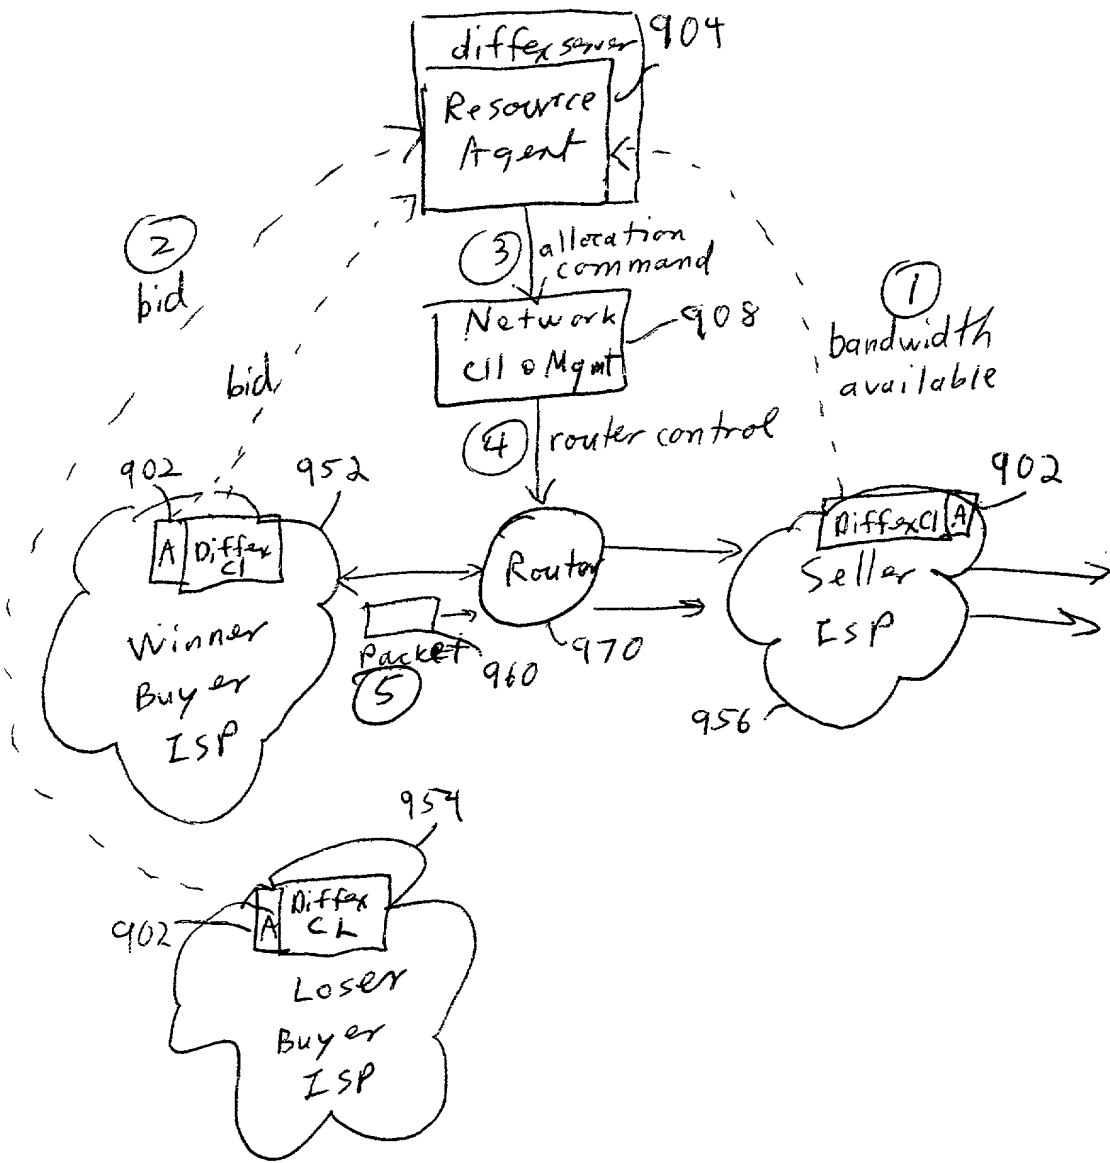 diffex server
904
Resource
Agent
2
bid
3
allocation
command
1
bandwidth
available
Network
Ctl o Mgmt
908
bid
4
router control
902
952
902
A
Diffex
Cl
Diffex Cl
A
Router
Seller
ISP
Winner
Buyer
ISP
Packet
960
970
5
956
954
902
A
Diffex
CL
Loser
Buyer
ISP